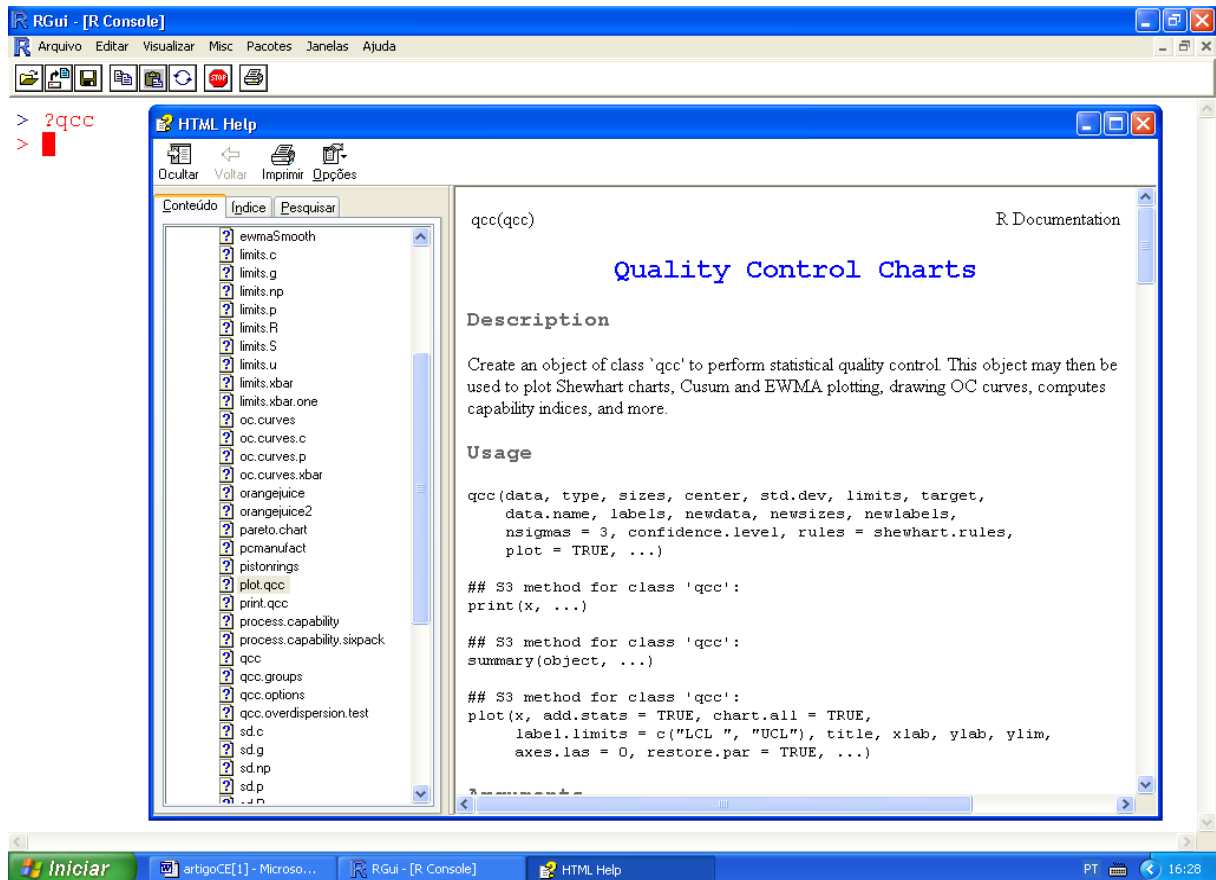 RGui - [R Console]
Arquivo Editar Visualizar Misc Pacotes Janelas Ajuda
STOP
> ?qcc
>
HTML Help
Ocultar Voltar Imprimir Opções
Conteúdo Índice Pesquisar
ewmaSmooth
limits.c
limits.g
limits.np
limits.p
limits.R
limits.S
limits.u
limits.xbar
limits.xbar.one
oc.curves
oc.curves.c
oc.curves.p
oc.curves.xbar
orangejuice
orangejuice2
pareto.chart
pcmanufact
pistonrings
plot.qcc
print.qcc
process.capability
process.capability.sixpack
qcc
qcc.groups
qcc.options
qcc.overdispersion.test
sd.c
sd.g
sd.np
sd.p
sd.R
qcc(qcc) R Documentation
Quality Control Charts
Description
Create an object of class `qcc' to perform statistical quality control. This object may then be
used to plot Shewhart charts, Cusum and EWMA plotting, drawing OC curves, computes
capability indices, and more.
Usage
qcc(data, type, sizes, center, std.dev, limits, target,
data.name, labels, newdata, newsizes, newlabels,
nsigmas = 3, confidence.level, rules = shewhart.rules,
plot = TRUE, ...)
## S3 method for class 'qcc':
print(x, ...)
## S3 method for class 'qcc':
summary(object, ...)
## S3 method for class 'qcc':
plot(x, add.stats = TRUE, chart.all = TRUE,
label.limits = c("LCL ", "UCL"), title, xlab, ylab, ylim,
axes.las = 0, restore.par = TRUE, ...)
Arguments
Iniciar artigoCE[1] - Microso... RGui - [R Console] HTML Help PT 16:28